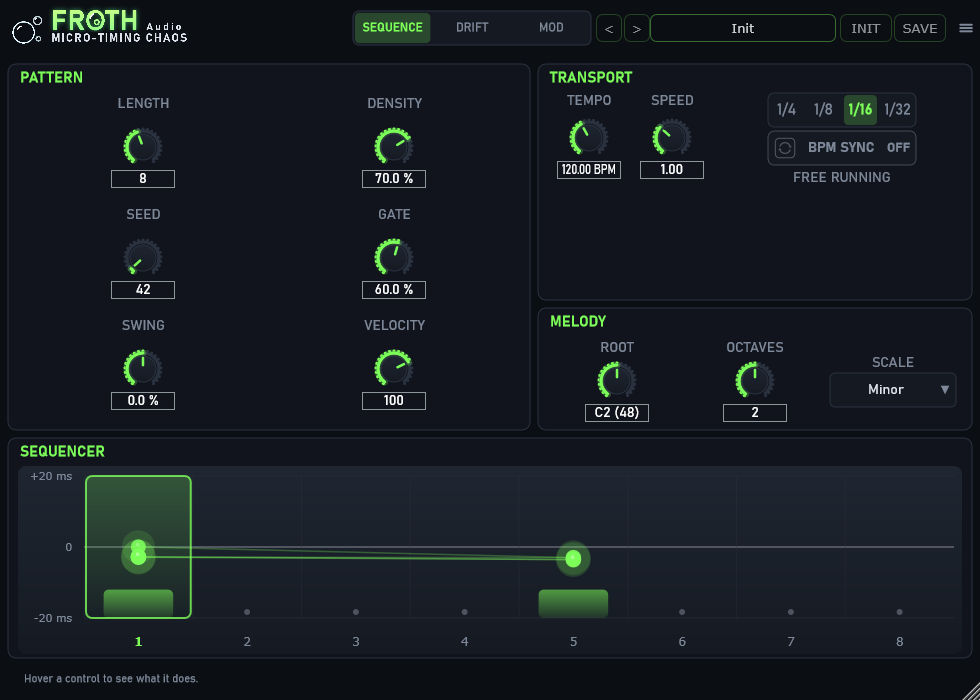 FROTH Audio
MICRO-TIMING CHAOS
SEQUENCE DRIFT MOD
< > Init INIT SAVE
PATTERN
LENGTH DENSITY
8 70.0 %
SEED GATE
42 60.0 %
SWING VELOCITY
0.0 % 100
TRANSPORT
TEMPO SPEED
120.00 BPM 1.00
1/4 1/8 1/16 1/32
BPM SYNC OFF
FREE RUNNING
MELODY
ROOT OCTAVES SCALE
C2 (48) 2 Minor
SEQUENCER
+20 ms
0
-20 ms
1 2 3 4 5 6 7 8
Hover a control to see what it does.